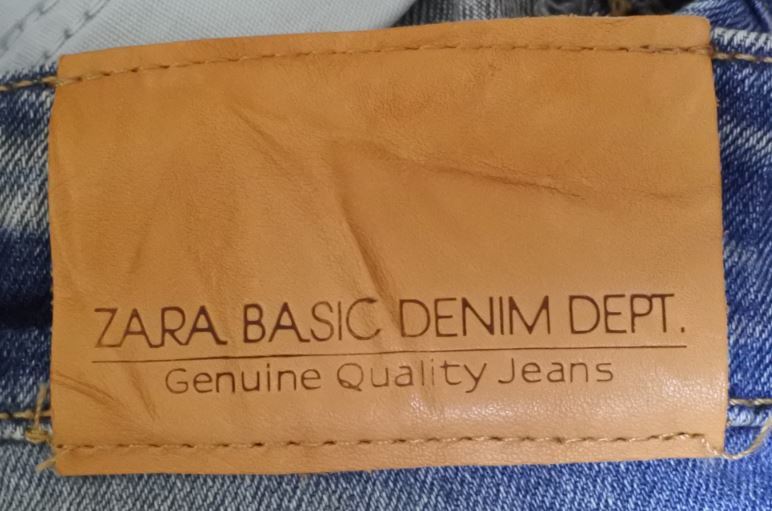 ZARA BASIC DENIM DEPT.
Genuine Quality Jeans